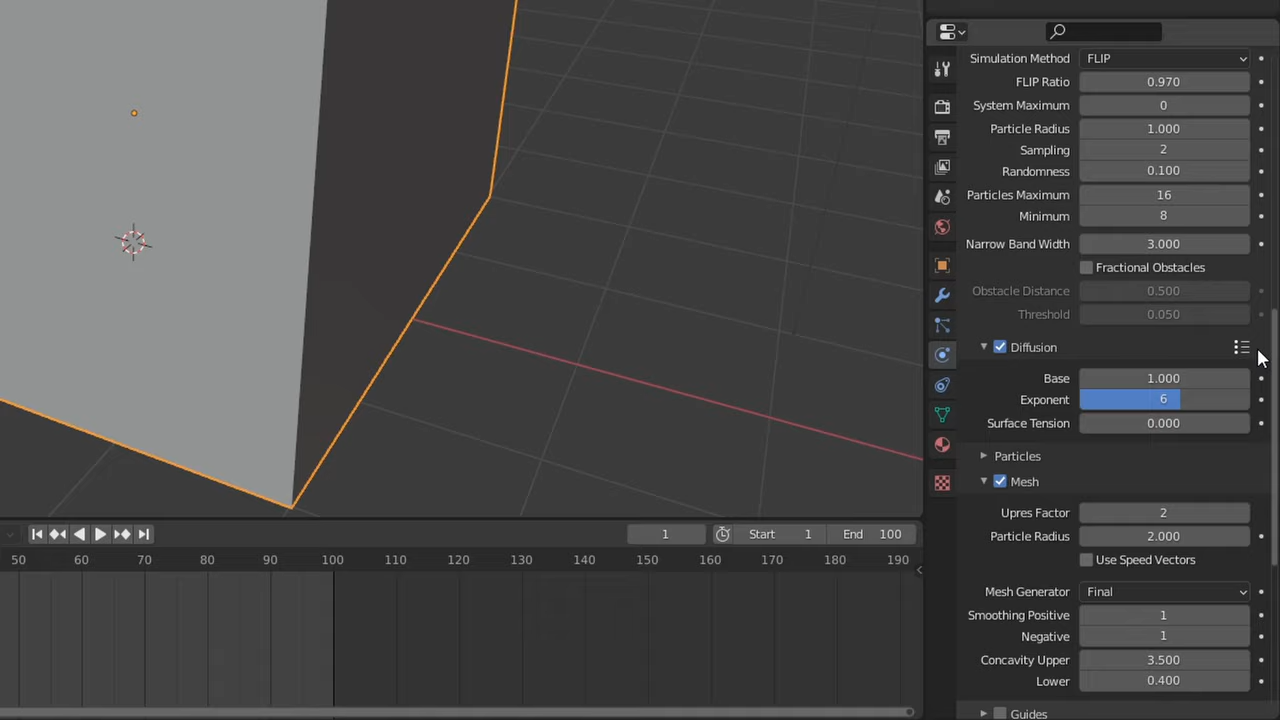 Simulation Method FLIP
FLIP Ratio 0.970
System Maximum 0
Particle Radius 1.000
Sampling 2
Randomness 0.100
Particles Maximum 16
Minimum 8
Narrow Band Width 3.000
Fractional Obstacles
Obstacle Distance 0.500
Threshold 0.050
Diffusion
Base 1.000
Exponent 6
Surface Tension 0.000
Particles
Mesh
Upres Factor 2
Particle Radius 2.000
Use Speed Vectors
Mesh Generator Final
Smoothing Positive 1
Negative 1
Concavity Upper 3.500
Lower 0.400
Guides
1 Start 1 End 100
50 60 70 80 90 100 110 120 130 140 150 160 170 180 190